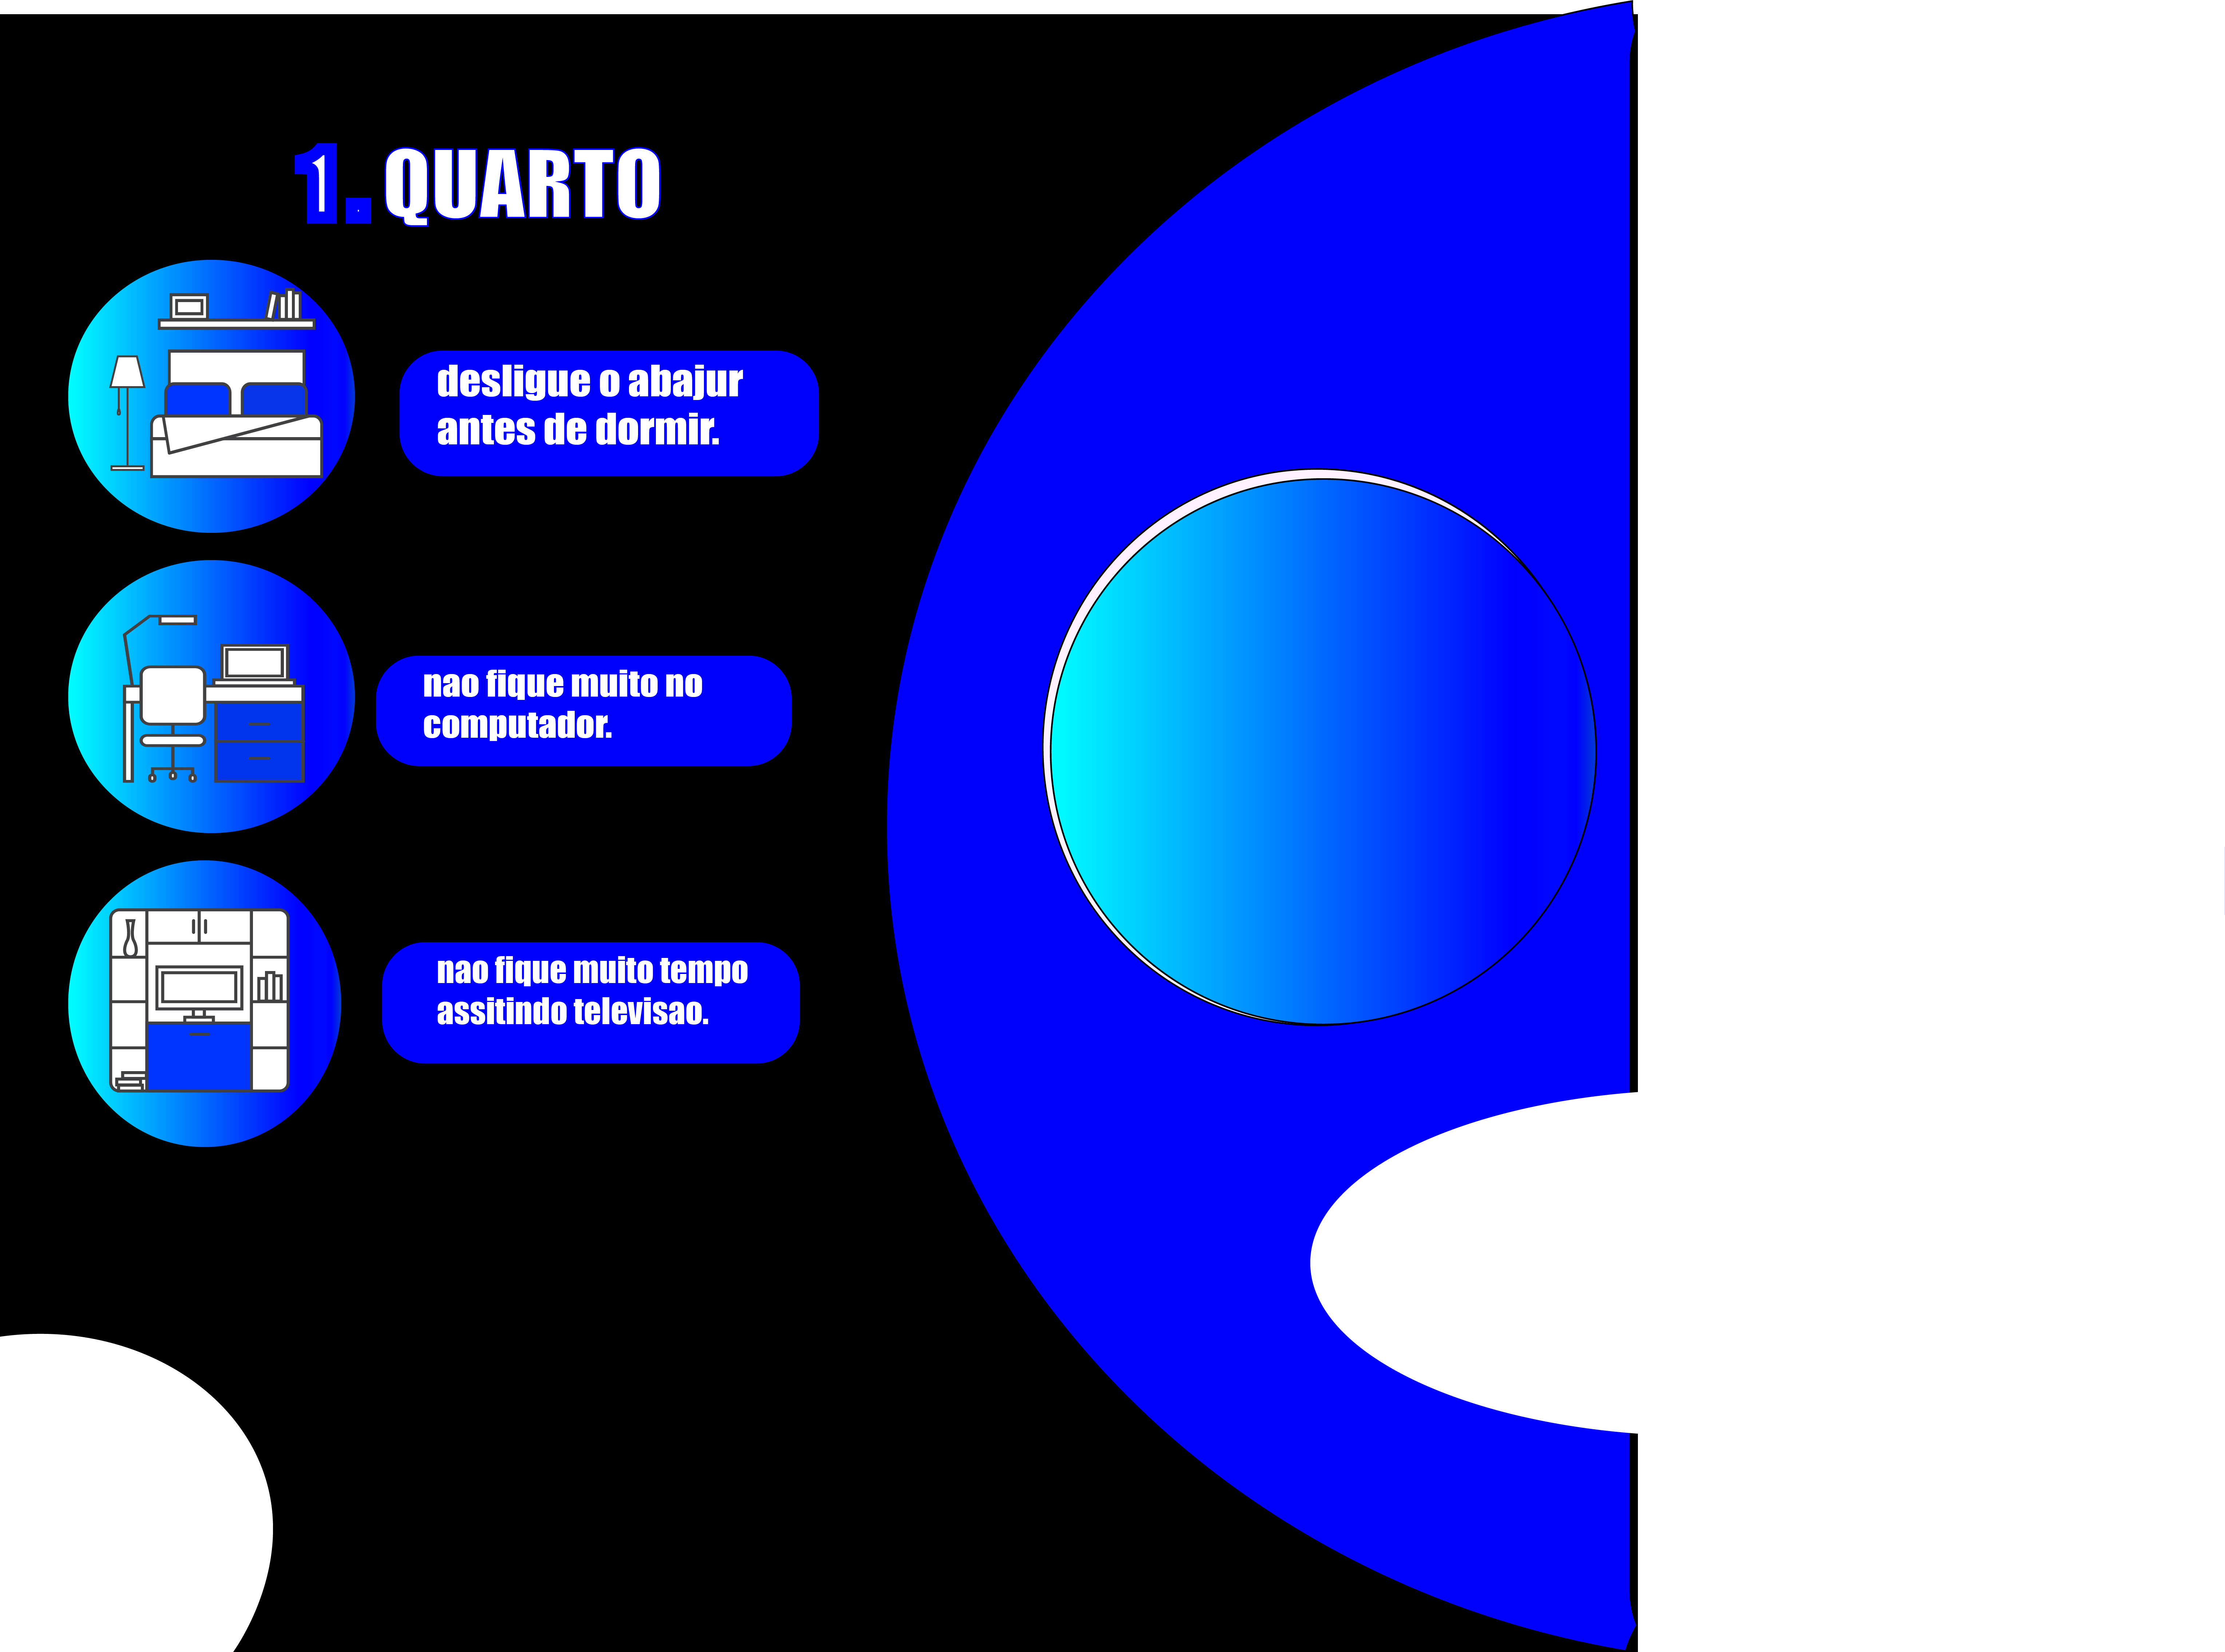 1. QUARTO
desligue o abajur
antes de dormir.
nao fique muito no
computador.
nao fique muito tempo
assitindo televisao.